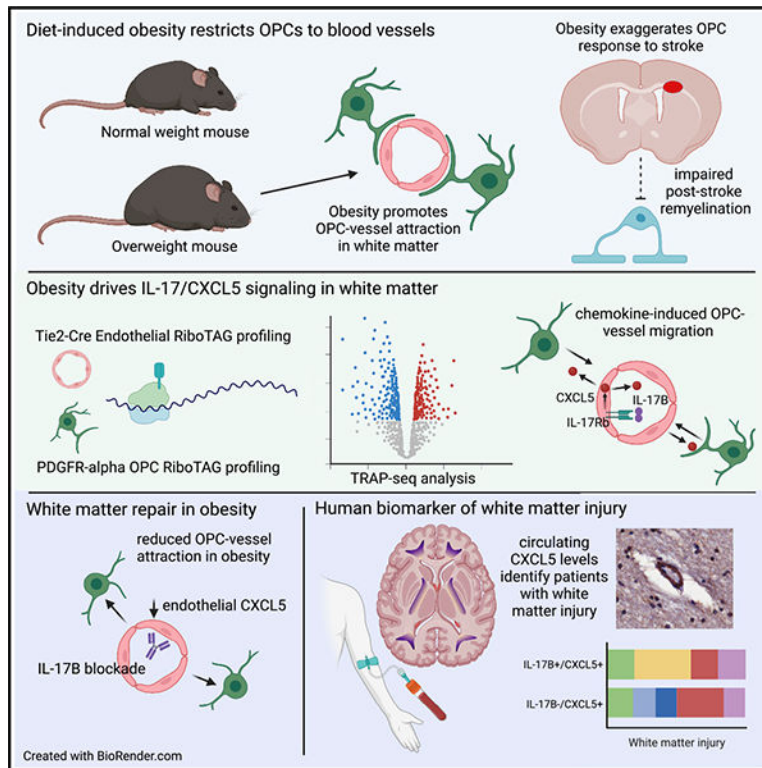 Diet-induced obesity restricts OPCs to blood vessels
Normal weight mouse
Overweight mouse
Obesity promotes
OPC-vessel attraction
in white matter
Obesity exaggerates OPC
response to stroke
impaired
post-stroke
remyelination
Obesity drives IL-17/CXCL5 signaling in white matter
Tie2-Cre Endothelial RiboTAG profiling
PDGFR-alpha OPC RiboTAG profiling
TRAP-seq analysis
chemokine-induced OPC-
vessel migration
CXCL5
IL-17B
IL-17Rb
White matter repair in obesity
reduced OPC-vessel
attraction in obesity
endothelial CXCL5
IL-17B blockade
Created with BioRender.com
Human biomarker of white matter injury
circulating
CXCL5 levels
identify patients
with white
matter injury
IL-17B+/CXCL5+
IL-17B-/CXCL5+
White matter injury